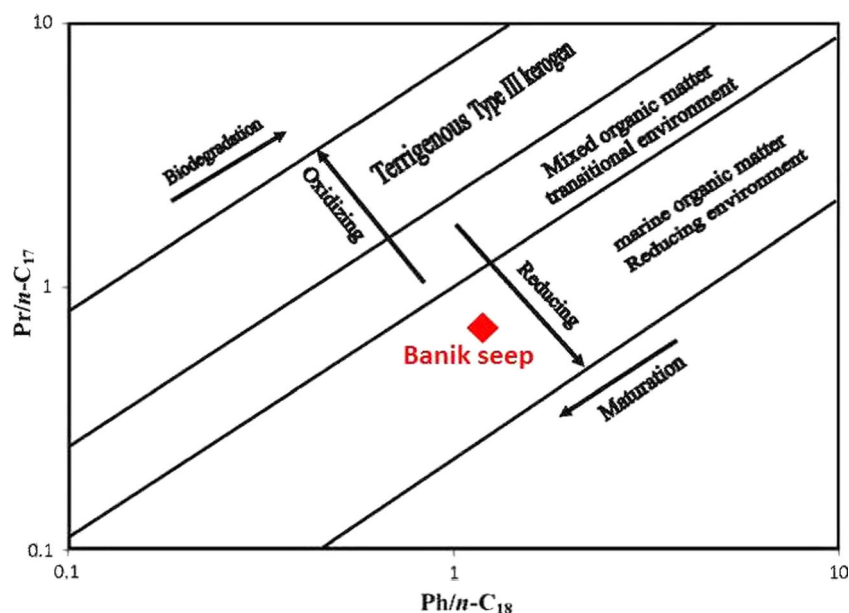 10
Terrigenous Type III kerogen
Mixed organic matter
transitional environment
Biodegradation
Oxidizing
marine organic matter
Reducing environment
Reducing
Pr/n-C17
1
Banik seep
Maturation
0.1
0.1
1
10
Ph/n-C18